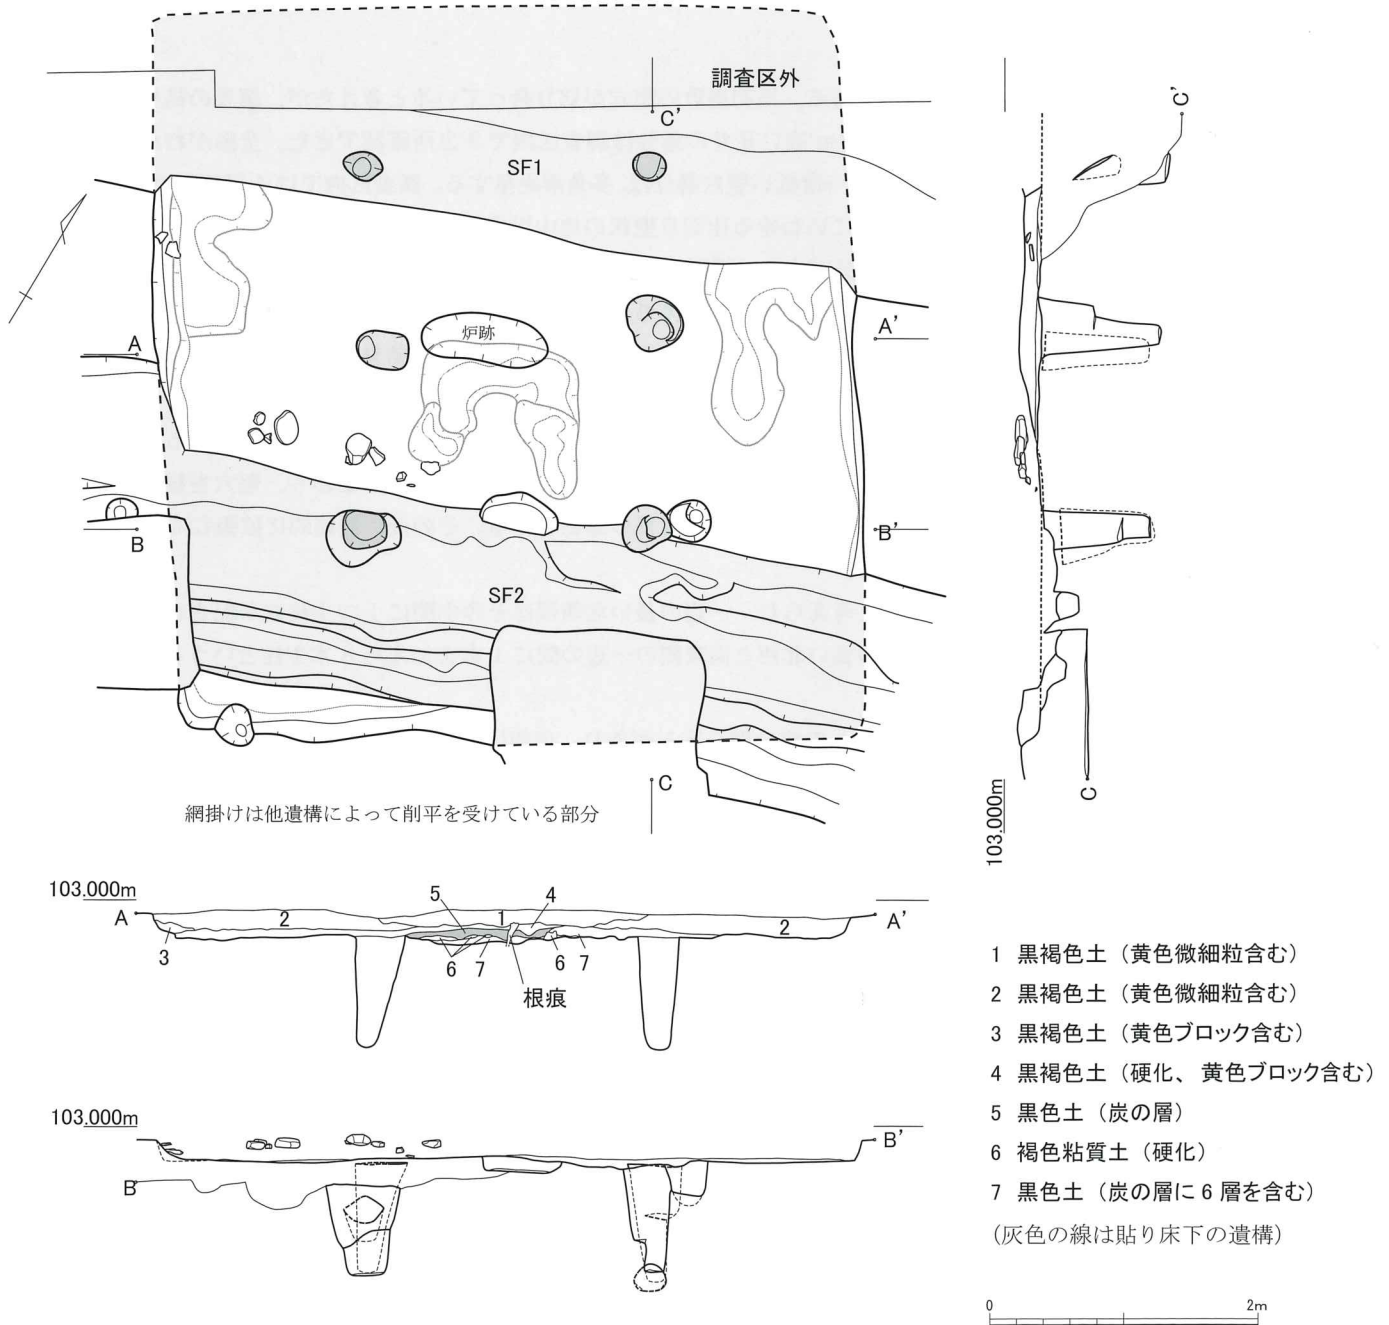 調査区外
C'
C'
SF1
炉跡
A
A'
B
B'
SF2
C
C
網掛けは他遺構によって削平を受けている部分
103.000m
103.000m
A
2
5
1
4
2
A'
3
6
7
6
7
根痕
103.000m
B
B'
1 黒褐色土（黄色微細粒含む）
2 黒褐色土（黄色微細粒含む）
3 黒褐色土（黄色ブロック含む）
4 黒褐色土（硬化、黄色ブロック含む）
5 黒色土（炭の層）
6 褐色粘質土（硬化）
7 黒色土（炭の層に6層を含む）
（灰色の線は貼り床下の遺構）
0 2m